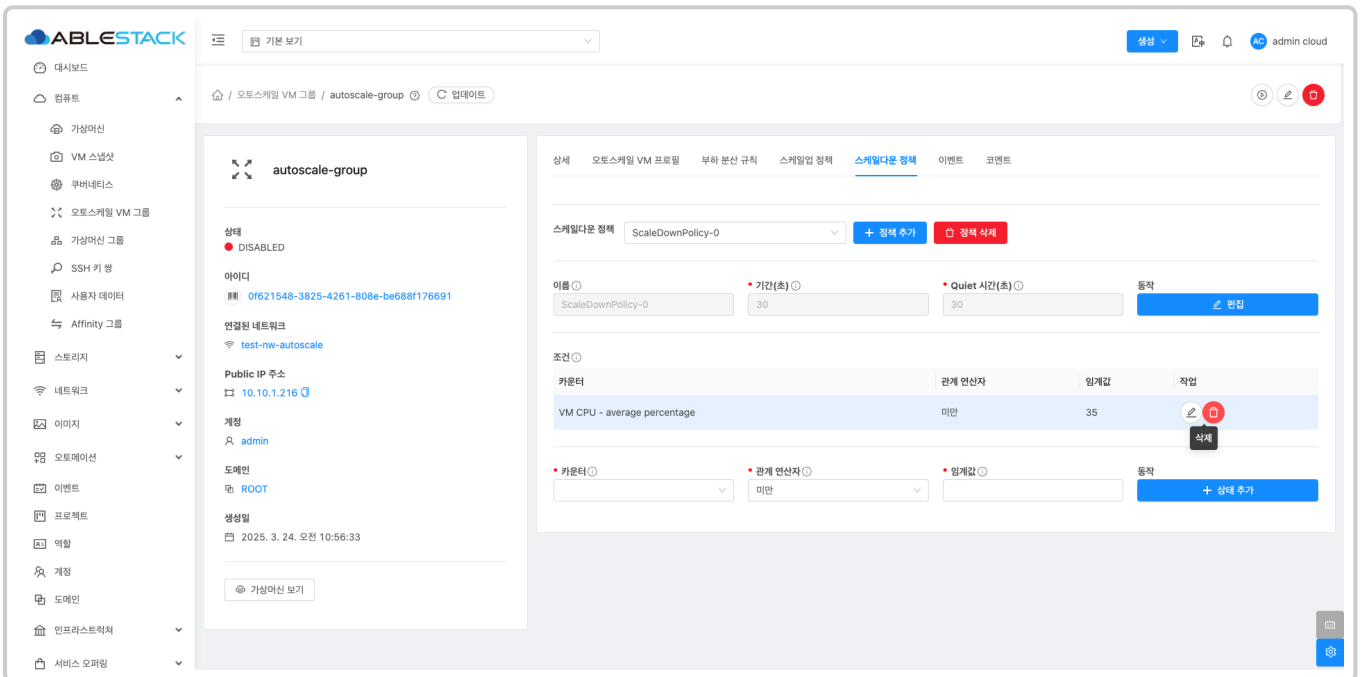 ABLESTACK
기본 보기
생성
admin cloud
AC
대시보드
컴퓨트
가상머신
VM 스냅샷
쿠버네티스
오토스케일 VM 그룹
가상머신 그룹
SSH 키 쌍
사용자 데이터
Affinity 그룹
스토리지
네트워크
이미지
오토메이션
이벤트
프로젝트
역할
계정
도메인
인프라스트럭쳐
서비스 오퍼링
/ 오토스케일 VM 그룹 / autoscale-group
업데이트
autoscale-group
상태
DISABLED
아이디
0f621548-3825-4261-808e-be688f176691
연결된 네트워크
test-nw-autoscale
Public IP 주소
10.10.1.216
계정
admin
도메인
ROOT
생성일
2025. 3. 24. 오전 10:56:33
가상머신 보기
상세 오토스케일 VM 프로필 부하 분산 규칙 스케일업 정책 스케일다운 정책 이벤트 코멘트
스케일다운 정책 ScaleDownPolicy-0 + 정책 추가 정책 삭제
이름 * 기간(초) * Quiet 시간(초) 동작
ScaleDownPolicy-0 30 30 편집
조건
카운터 관계 연산자 임계값 작업
VM CPU - average percentage 미만 35
삭제
* 카운터 * 관계 연산자 * 임계값 동작
미만 + 상태 추가